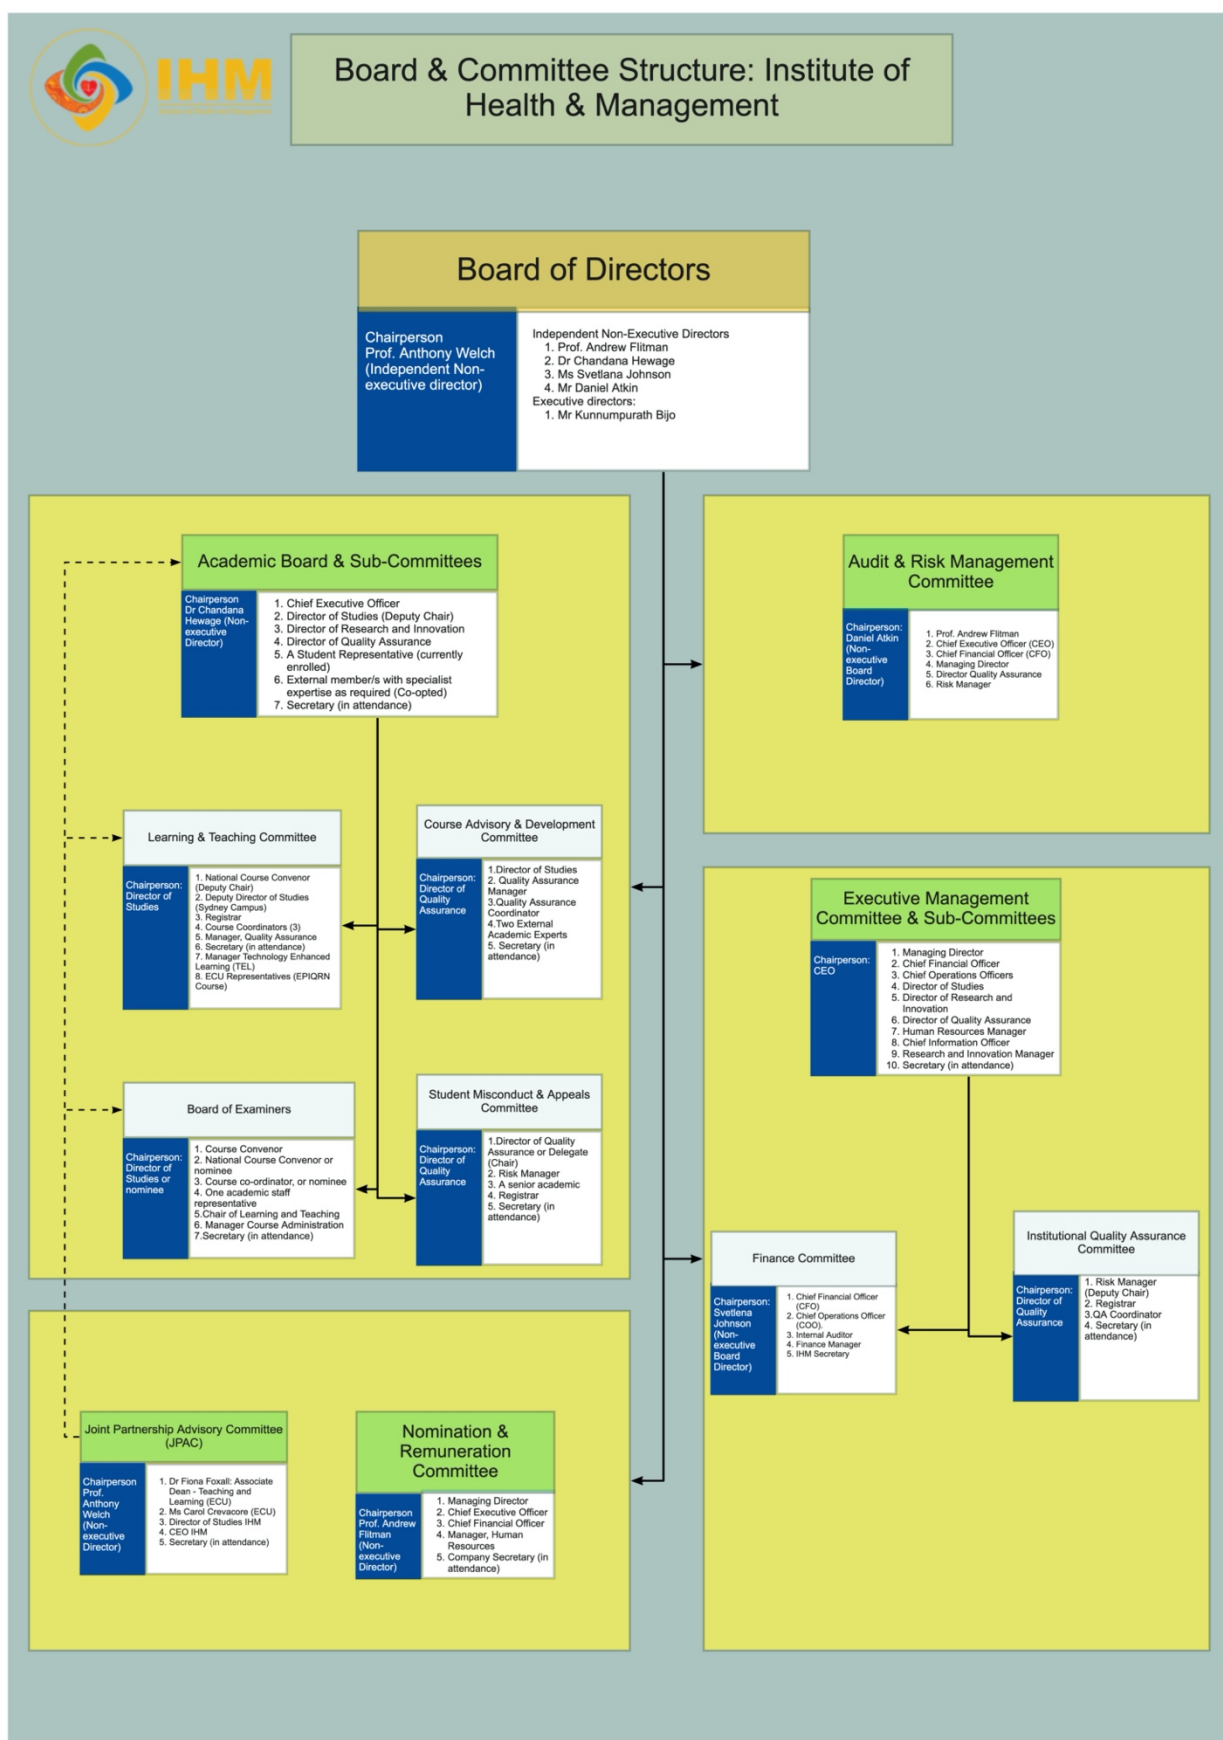 IHM
Board & Committee Structure: Institute of
Health & Management
Board of Directors
Chairperson
Prof. Anthony Welch
(Independent Non-
executive director)
Independent Non-Executive Directors
1. Prof. Andrew Flitman
2. Dr Chandana Hewage
3. Ms Svetlana Johnson
4. Mr Daniel Atkin
Executive directors:
1. Mr Kunnumpurath Bijo
Academic Board & Sub-Committees
Chairperson
Dr Chandana
Hewage (Non-
executive
Director)
1. Chief Executive Officer
2. Director of Studies (Deputy Chair)
3. Director of Research and Innovation
4. Director of Quality Assurance
5. A Student Representative (currently
enrolled)
6. External member/s with specialist
expertise as required (Co-opted)
7. Secretary (in attendance)
Audit & Risk Management
Committee
Chairperson:
Daniel Atkin
(Non-
executive
Board
Director)
1. Prof. Andrew Flitman
2. Chief Executive Officer (CEO)
3. Chief Financial Officer (CFO)
4. Managing Director
5. Director Quality Assurance
6. Risk Manager
Learning & Teaching Committee
Chairperson:
Director of
Studies
1. National Course Convenor
(Deputy Chair)
2. Deputy Director of Studies
(Sydney Campus)
3. Registrar
4. Course Coordinators (3)
5. Manager, Quality Assurance
6. Secretary (in attendance)
7. Manager Technology Enhanced
Learning (TEL)
8. ECU Representatives (EPIQRN
Course)
Course Advisory & Development
Committee
Chairperson:
Director of
Quality
Assurance
1.Director of Studies
2. Quality Assurance
Manager
3.Quality Assurance
Coordinator
4.Two External
Academic Experts
5. Secretary (in
attendance)
Executive Management
Committee & Sub-Committees
Chairperson:
CEO
1. Managing Director
2. Chief Financial Officer
3. Chief Operations Officers
4. Director of Studies
5. Director of Research and
Innovation
6. Director of Quality Assurance
7. Human Resources Manager
8. Chief Information Officer
9. Research and Innovation Manager
10. Secretary (in attendance)
Board of Examiners
Chairperson:
Director of
Studies or
nominee
1. Course Convenor
2. National Course Convenor or
nominee
3. Course co-ordinator, or nominee
4. One academic staff
representative
5.Chair of Learning and Teaching
6. Manager Course Administration
7.Secretary (in attendance)
Student Misconduct & Appeals
Committee
Chairperson:
Director of
Quality
Assurance
1.Director of Quality
Assurance or Delegate
(Chair)
2. Risk Manager
3. A senior academic
4. Registrar
5. Secretary (in
attendance)
Finance Committee
Chairperson:
Svetlena
Johnson
(Non-
executive
Board
Director)
1. Chief Financial Officer
(CFO)
2. Chief Operations Officer
(COO).
3. Internal Auditor
4. Finance Manager
5. IHM Secretary
Institutional Quality Assurance
Committee
Chairperson:
Director of
Quality
Assurance
1. Risk Manager
(Deputy Chair)
2. Registrar
3.QA Coordinator
4. Secretary (in
attendance)
Joint Partnership Advisory Committee
(JPAC)
Chairperson
Prof.
Anthony
Welch
(Non-
executive
Director)
1. Dr Fiona Foxall: Associate
Dean - Teaching and
Learning (ECU)
2. Ms Carol Crevacore (ECU)
3. Director of Studies IHM
4. CEO IHM
5. Secretary (in attendance)
Nomination &
Remuneration
Committee
Chairperson
Prof. Andrew
Flitman
(Non-
executive
Director)
1. Managing Director
2. Chief Executive Officer
3. Chief Financial Officer
4. Manager, Human
Resources
5. Company Secretary (in
attendance)